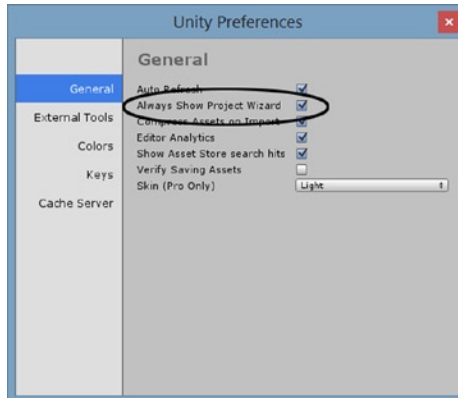 Unity Preferences
General
General
External Tools
Colors
Keys
Cache Server
Auto Refresh
Always Show Project Wizard
Compress Assets on Import
Editor Analytics
Show Asset Store search hits
Verify Saving Assets
Skin (Pro Only) Light